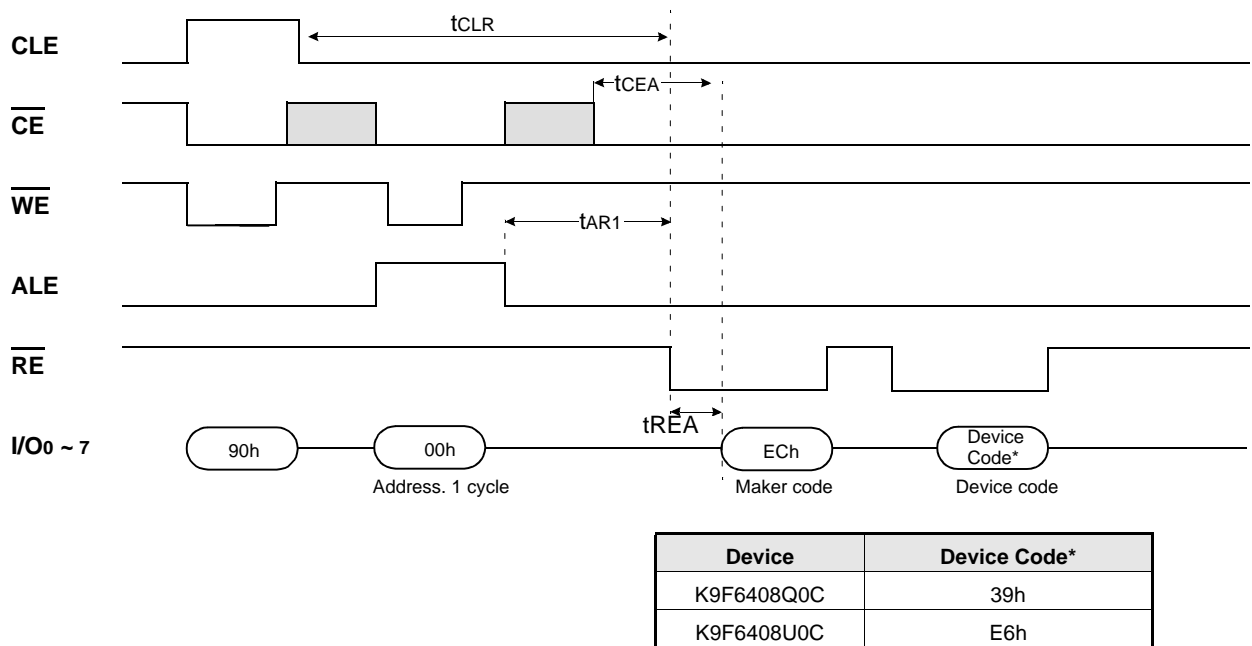 CLE
tCLR
tCEA
CE
WE
tAR1
ALE
RE
tREA
I/O0 ~ 7
90h
00h
ECh
Device
Code*
Address. 1 cycle
Maker code
Device code
Device Device Code*
K9F6408Q0C 39h
K9F6408U0C E6h